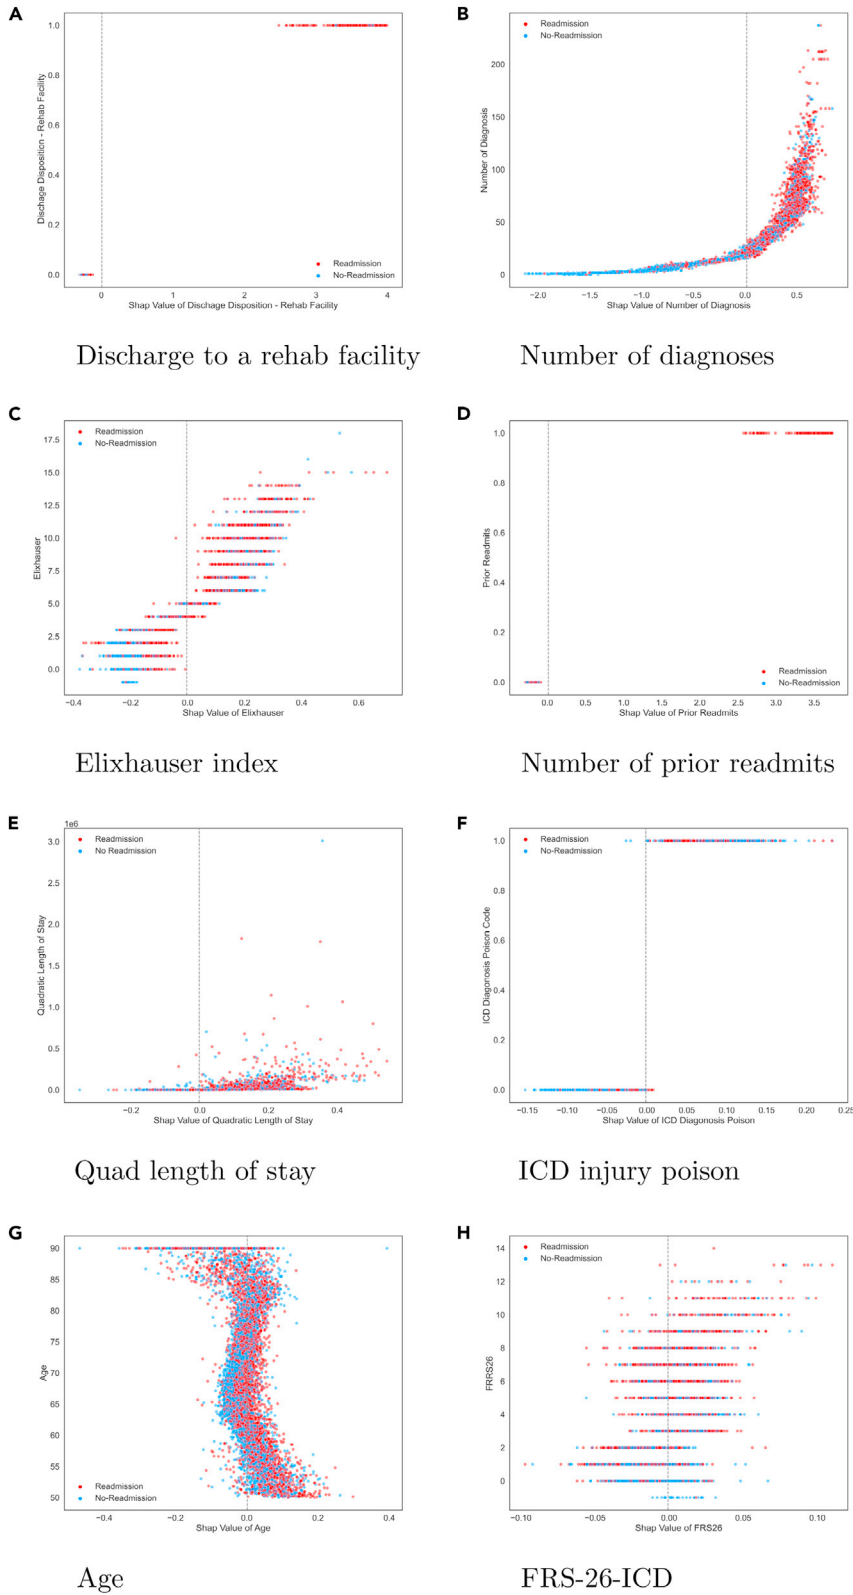 A
1.0
0.8
0.6
0.4
0.2
0.0
Dischage Disposition - Rehab Facility
Readmission
No-Readmission
0 1 2 3 4
Shap Value of Dischage Disposition - Rehab Facility
Discharge to a rehab facility
B
Readmission
No-Readmission
200
150
100
50
0
Number of Diagnosis
−2.0 −1.5 −1.0 −0.5 0.0 0.5
Shap Value of Number of Diagnosis
Number of diagnoses
C
Readmission
No-Readmission
17.5
15.0
12.5
10.0
7.5
5.0
2.5
0.0
Elixhauser
−0.4 −0.2 0.0 0.2 0.4 0.6
Shap Value of Elixhauser
Elixhauser index
D
1.0
0.8
0.6
0.4
0.2
0.0
Prior Readmits
Readmission
No-Readmission
0.0 0.5 1.0 1.5 2.0 2.5 3.0 3.5
Shap Value of Prior Readmits
Number of prior readmits
E
1e6
Readmission
No Readmission
3.0
2.5
2.0
1.5
1.0
0.5
0.0
Quadratic Length of Stay
−0.2 0.0 0.2 0.4
Shap Value of Quadratic Length of Stay
Quad length of stay
F
Readmission
No-Readmission
1.0
0.8
0.6
0.4
0.2
0.0
ICD Diagonosis Poison Code
−0.15 −0.10 −0.05 0.00 0.05 0.10 0.15 0.20 0.25
Shap Value of ICD Diagonosis Poison
ICD injury poison
G
90
85
80
75
70
65
60
55
50
Age
Readmission
No-Readmission
−0.4 −0.2 0.0 0.2 0.4
Shap Value of Age
Age
H
Readmission
No-Readmission
14
12
10
8
6
4
2
0
FRRS26
−0.10 −0.05 0.00 0.05 0.10
Shap Value of FRS26
FRS-26-ICD